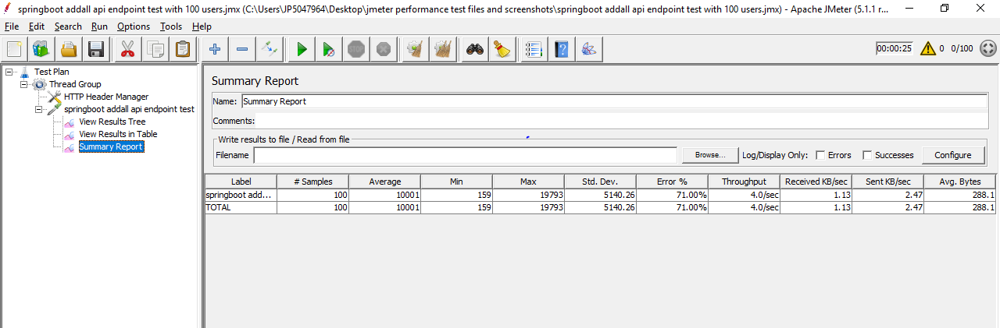 springboot addall api endpoint test with 100 users.jmx (C:\Users\JP5047964\Desktop\jmeter performance test files and screenshots\springboot addall api endpoint test with 100 users.jmx) - Apache JMeter (5.1.1 r...
File Edit Search Run Options Tools Help
00:00:25 0 0/100
Test Plan
Thread Group
HTTP Header Manager
springboot addall api endpoint test
View Results Tree
View Results in Table
Summary Report
Summary Report
Name: Summary Report
Comments:
Write results to file / Read from file
Filename Browse... Log/Display Only: Errors Successes Configure
Label # Samples Average Min Max Std. Dev. Error % Throughput Received KB/sec Sent KB/sec Avg. Bytes
springboot add... 100 10001 159 19793 5140.26 71.00% 4.0/sec 1.13 2.47 288.1
TOTAL 100 10001 159 19793 5140.26 71.00% 4.0/sec 1.13 2.47 288.1